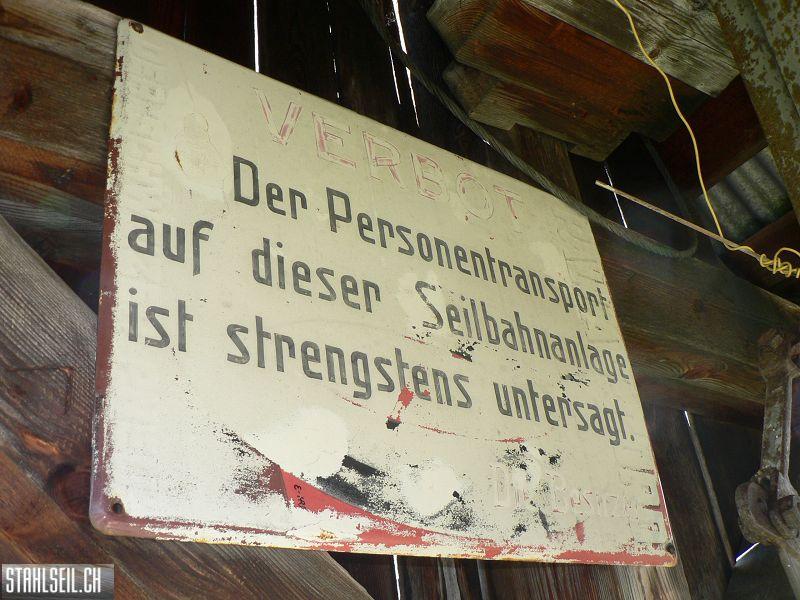 VERBOT
Der Personentransport
auf dieser Seilbahnanlage
ist strengstens untersagt.
STAHLSEIL.CH